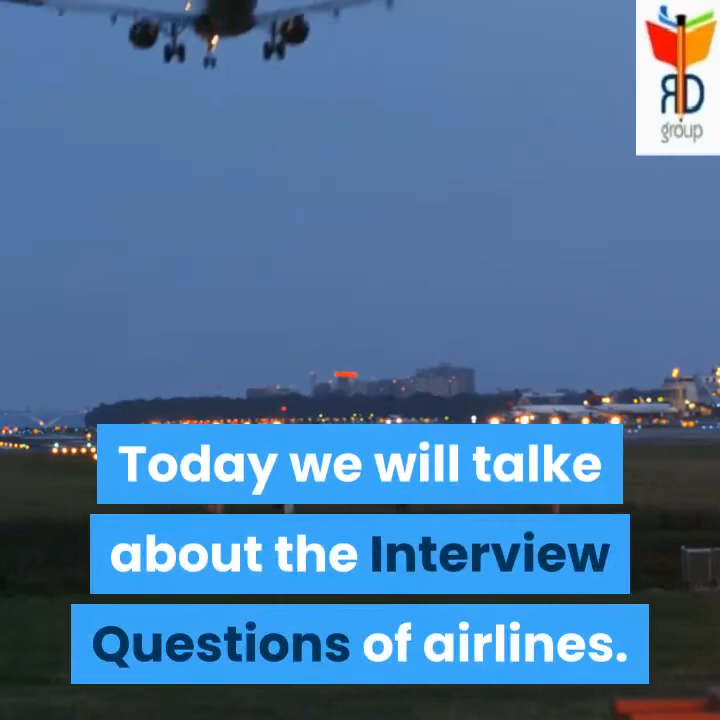 RD
group
Today we will talke
about the Interview
Questions of airlines.